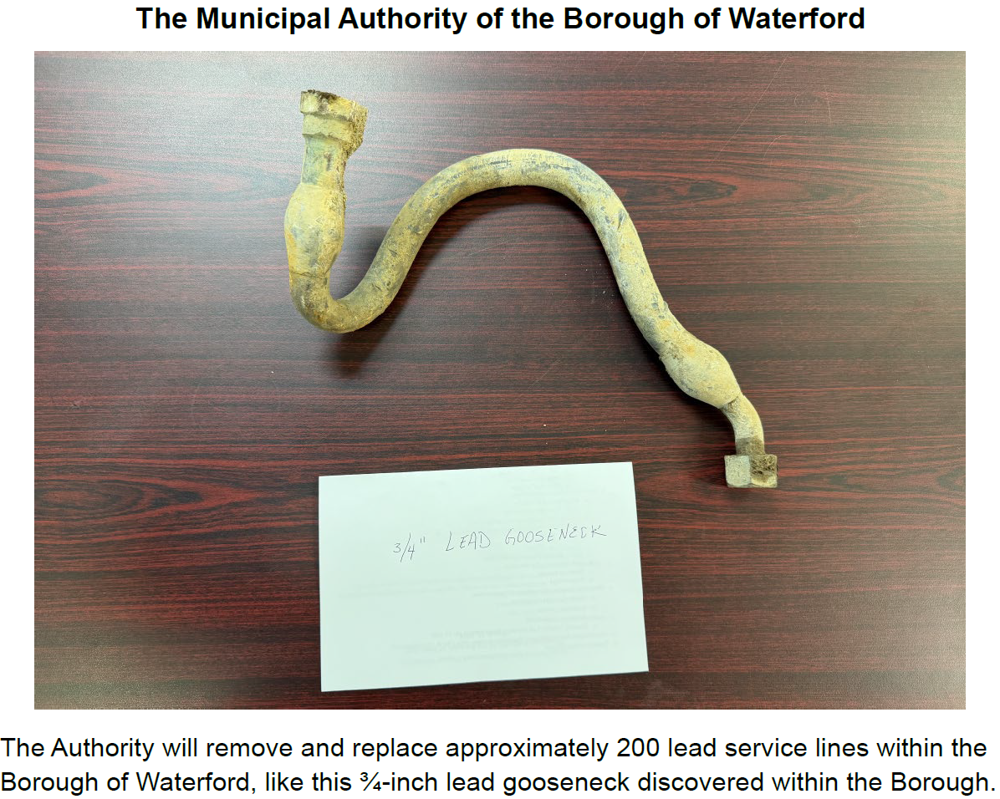 The Municipal Authority of the Borough of Waterford
3/4" LEAD GOOSENECK
The Authority will remove and replace approximately 200 lead service lines within the
Borough of Waterford, like this ¾-inch lead gooseneck discovered within the Borough.